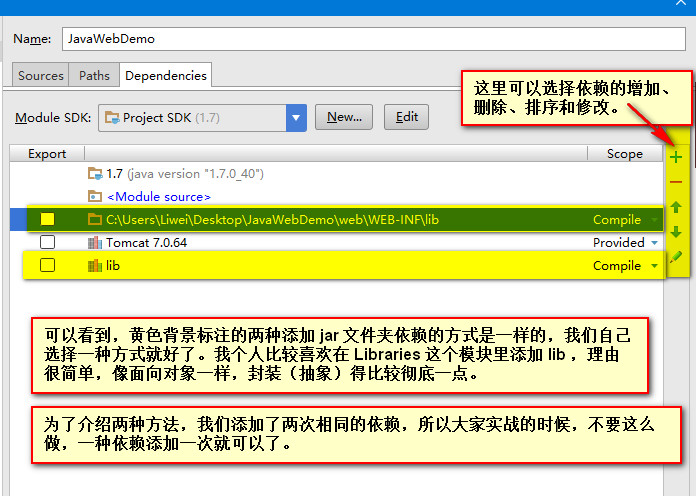 Name: JavaWebDemo
Sources Paths Dependencies
这里可以选择依赖的增加、
删除、排序和修改。
Module SDK: Project SDK (1.7) New... Edit
Export Scope
1.7 (java version "1.7.0_40")
<Module source>
C:\Users\Liwei\Desktop\JavaWebDemo\web\WEB-INF\lib Compile
Tomcat 7.0.64 Provided
lib Compile
可以看到，黄色背景标注的两种添加 jar 文件夹依赖的方式是一样的，我们自己
选择一种方式就好了。我个人比较喜欢在 Libraries 这个模块里添加 lib ，理由
很简单，像面向对象一样，封装（抽象）得比较彻底一点。
为了介绍两种方法，我们添加了两次相同的依赖，所以大家实战的时候，不要这么
做，一种依赖添加一次就可以了。